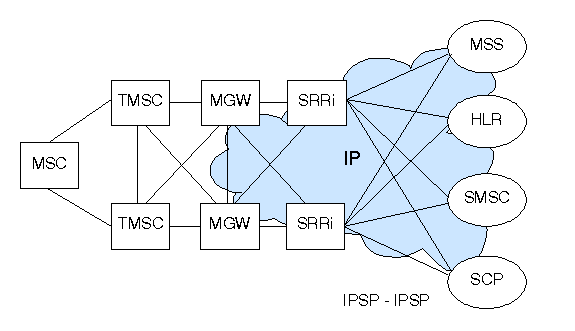 MSS
TMSC
MGW
SRRi
HLR
MSC
IP
SMSC
TMSC
MGW
SRRi
SCP
IPSP - IPSP